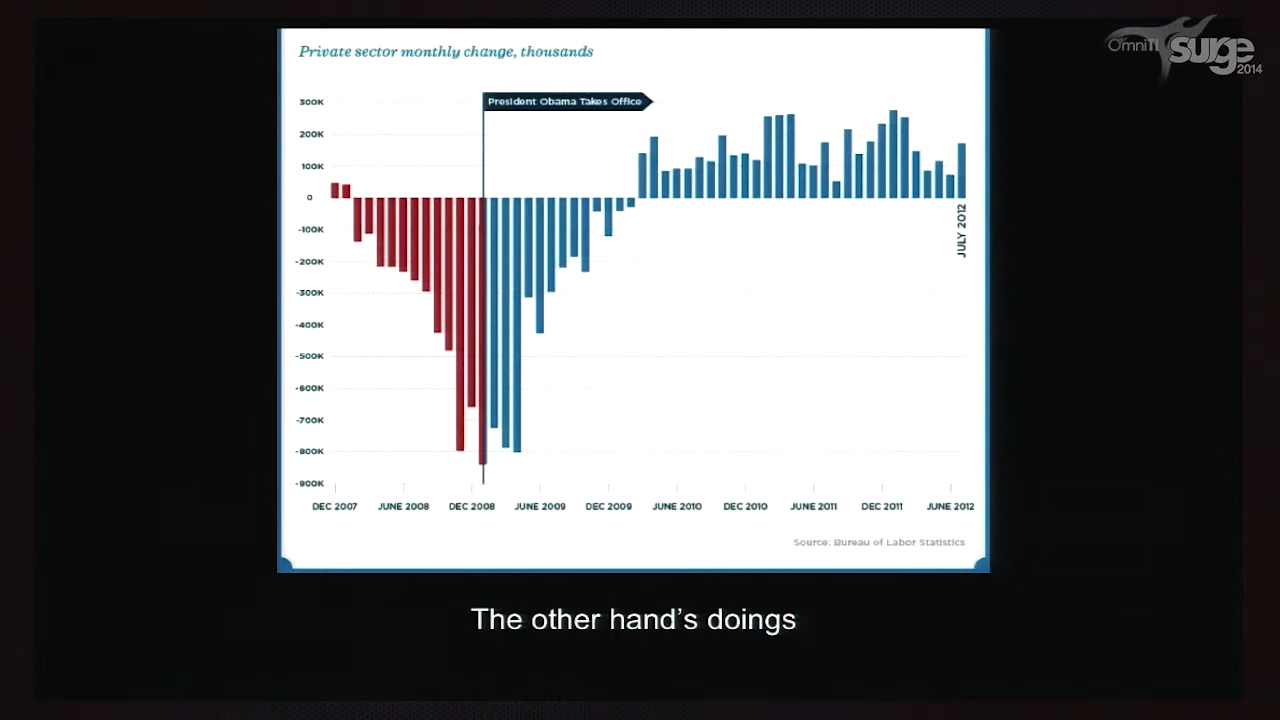 OmniTI
surge
2014
Private sector monthly change, thousands
President Obama Takes Office
300K
200K
100K
0
-100K
-200K
-300K
-400K
-500K
-600K
-700K
-800K
-900K
JULY 2012
DEC 2007
JUNE 2008
DEC 2008
JUNE 2009
DEC 2009
JUNE 2010
DEC 2010
JUNE 2011
DEC 2011
JUNE 2012
Source: Bureau of Labor Statistics
The other hand’s doings